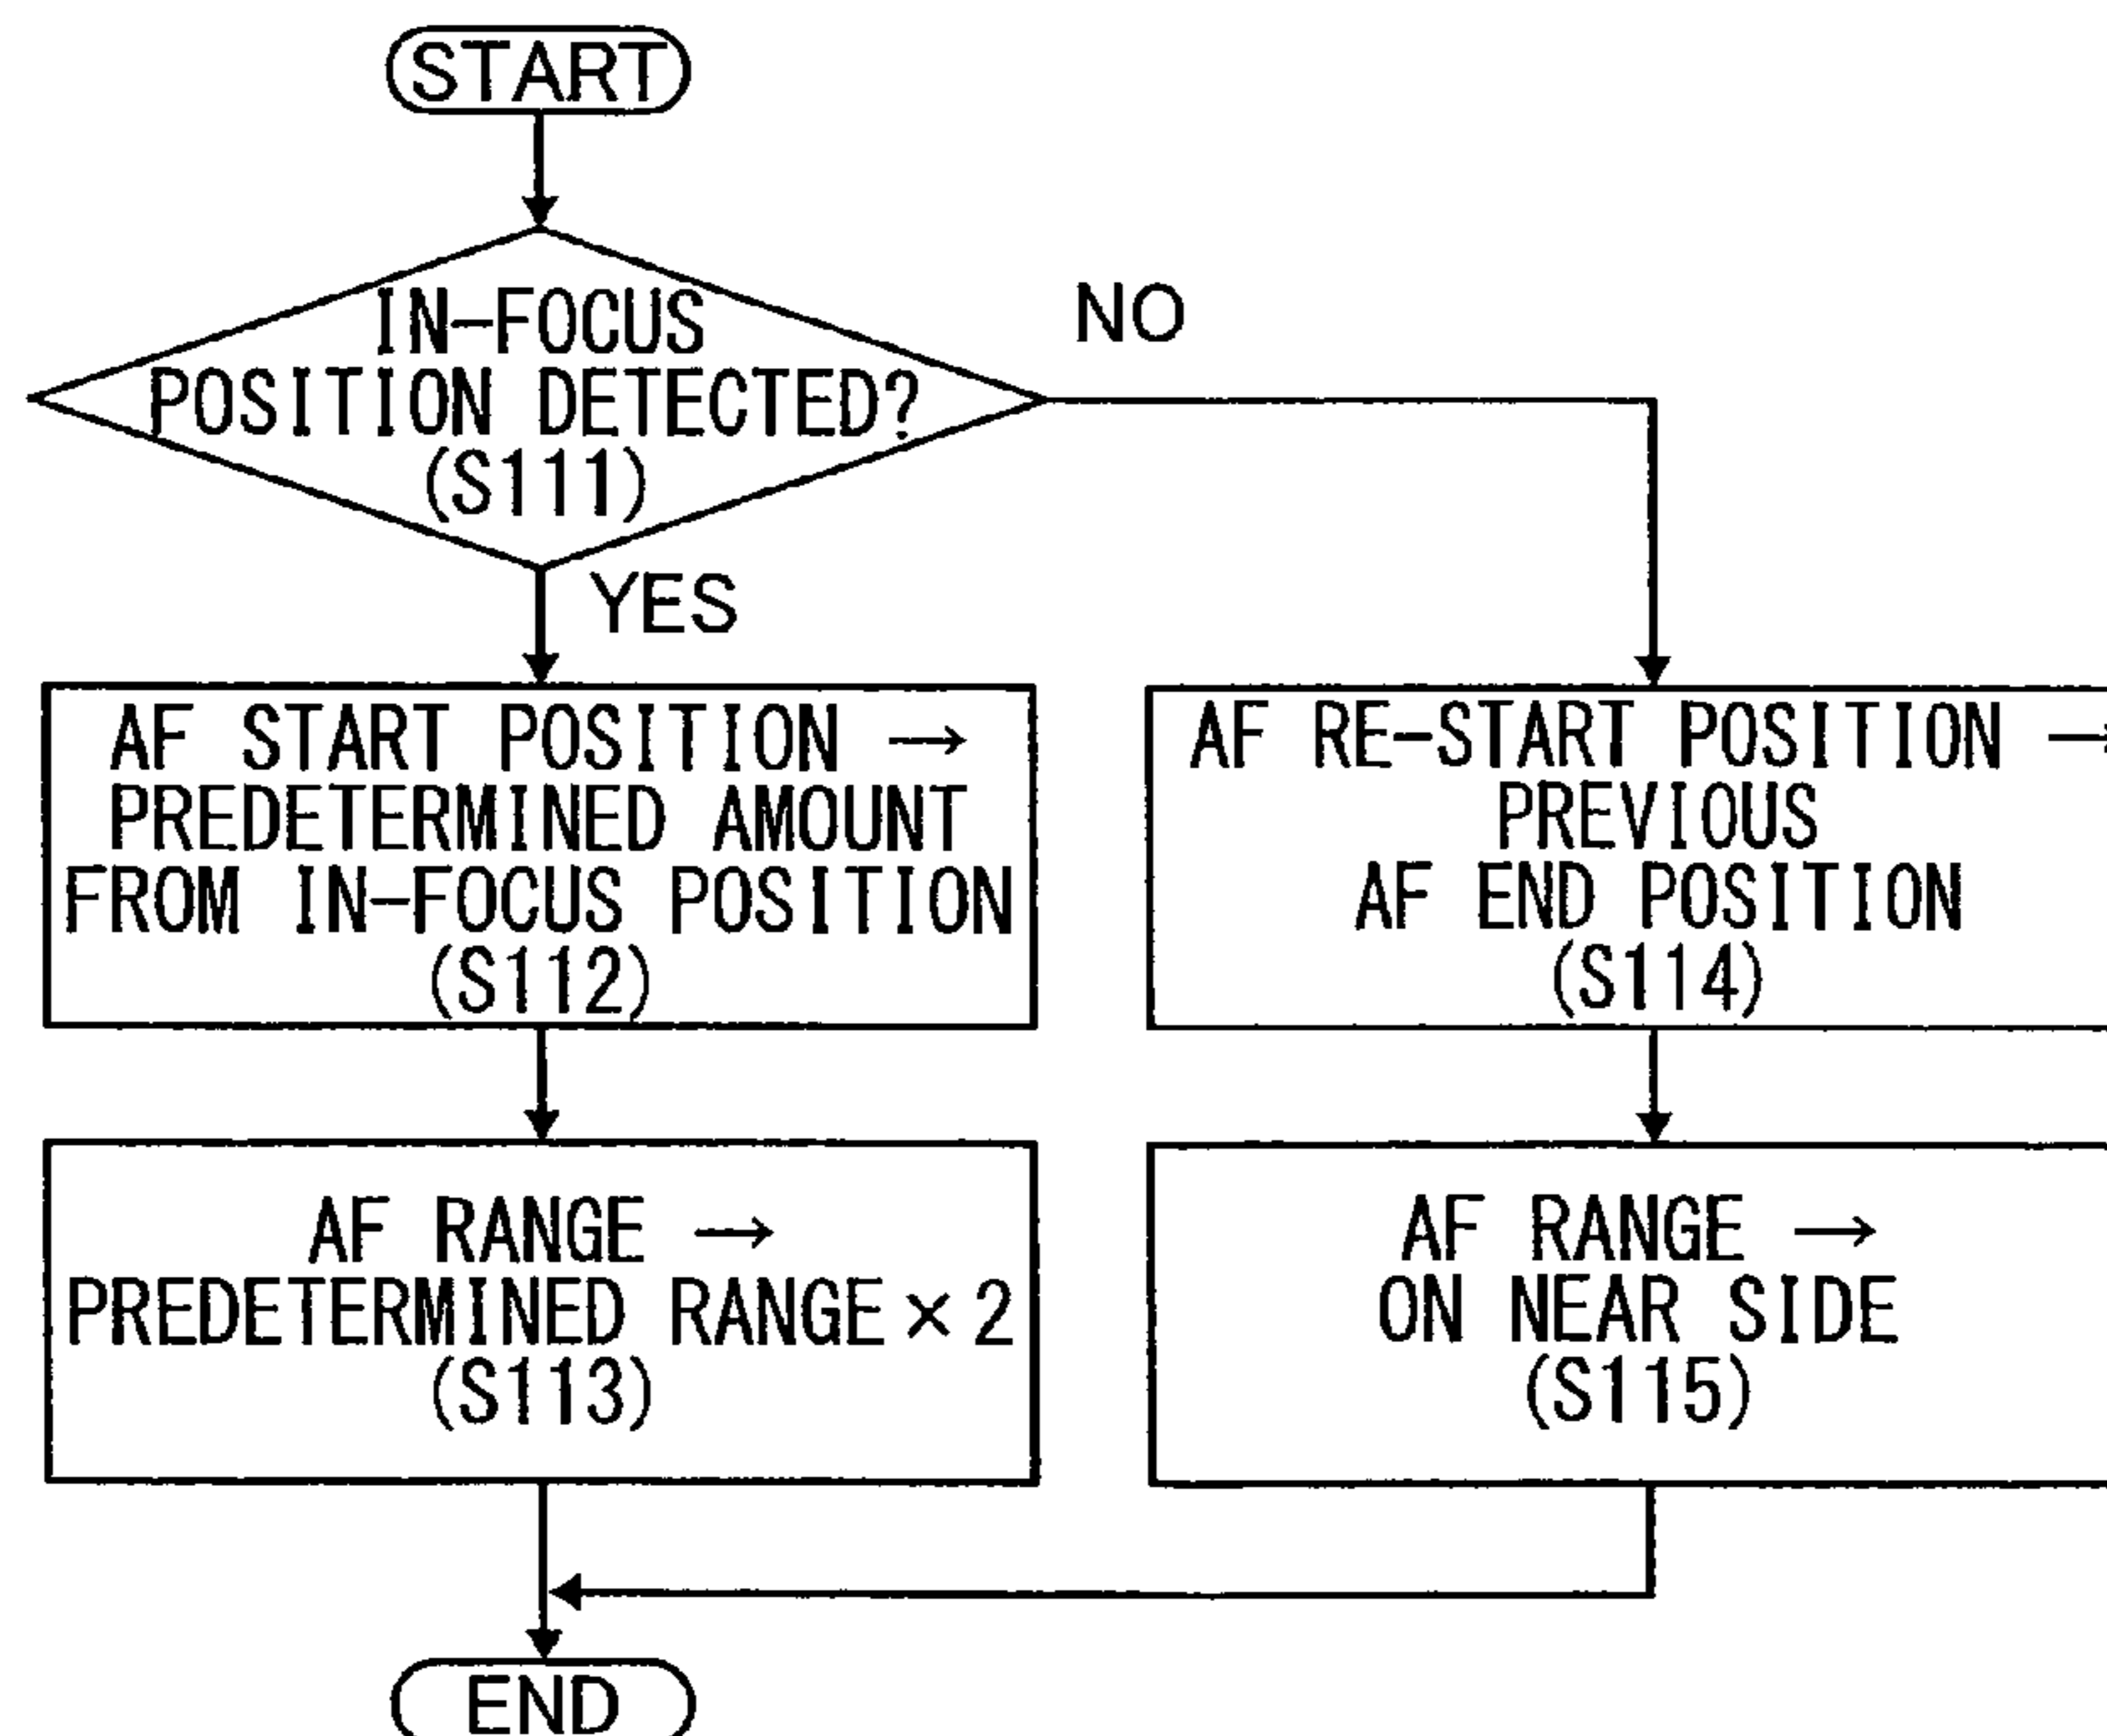 START
IN-FOCUS
POSITION DETECTED?
(S111)
NO
YES
AF START POSITION →
PREDETERMINED AMOUNT
FROM IN-FOCUS POSITION
(S112)
AF RE-START POSITION →
PREVIOUS
AF END POSITION
(S114)
AF RANGE →
PREDETERMINED RANGE × 2
(S113)
AF RANGE →
ON NEAR SIDE
(S115)
END